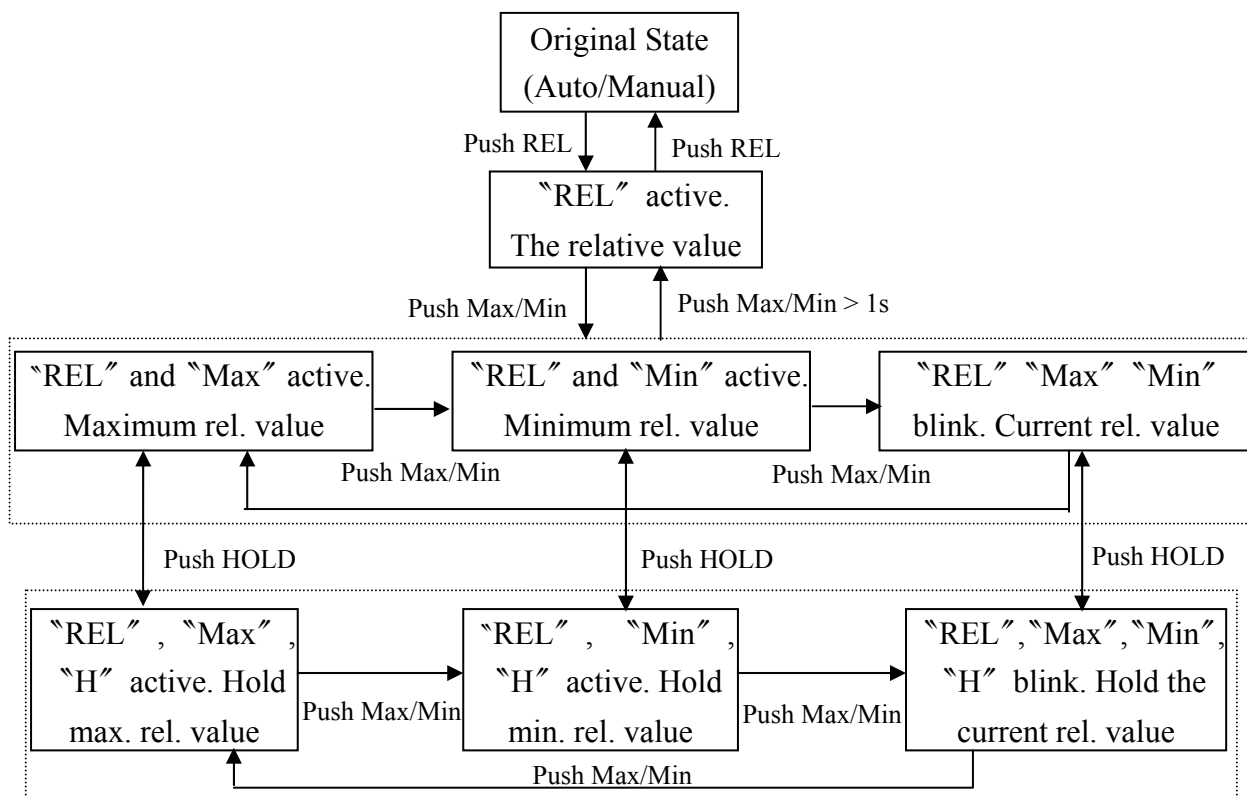 Original State
(Auto/Manual)
Push REL
Push REL
〝REL〞 active.
The relative value
Push Max/Min
Push Max/Min > 1s
〝REL〞 and 〝Max〞 active.
Maximum rel. value
〝REL〞 and 〝Min〞 active.
Minimum rel. value
〝REL〞 〝Max〞 〝Min〞
blink. Current rel. value
Push Max/Min
Push Max/Min
Push HOLD
Push HOLD
Push HOLD
〝REL〞 , 〝Max〞 ,
〝H〞 active. Hold
max. rel. value
〝REL〞 , 〝Min〞 ,
〝H〞 active. Hold
min. rel. value
〝REL〞,〝Max〞,〝Min〞,
〝H〞 blink. Hold the
current rel. value
Push Max/Min
Push Max/Min
Push Max/Min